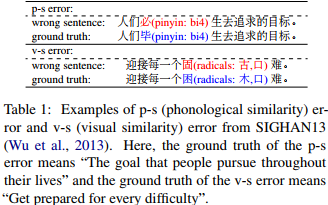 p-s error:
wrong sentence: 人们必(pinyin: bi4) 生去追求的目标。
ground truth: 人们毕(pinyin: bi4) 生去追求的目标。
v-s error:
wrong sentence: 迎接每一个固(radicals: 古,口) 难。
ground truth: 迎接每一个困(radicals: 木,口) 难。
Table 1: Examples of p-s (phonological similarity) er-
ror and v-s (visual similarity) error from SIGHAN13
(Wu et al., 2013). Here, the ground truth of the p-s
error means “The goal that people pursue throughout
their lives” and the ground truth of the v-s error means
“Get prepared for every difficulty”.